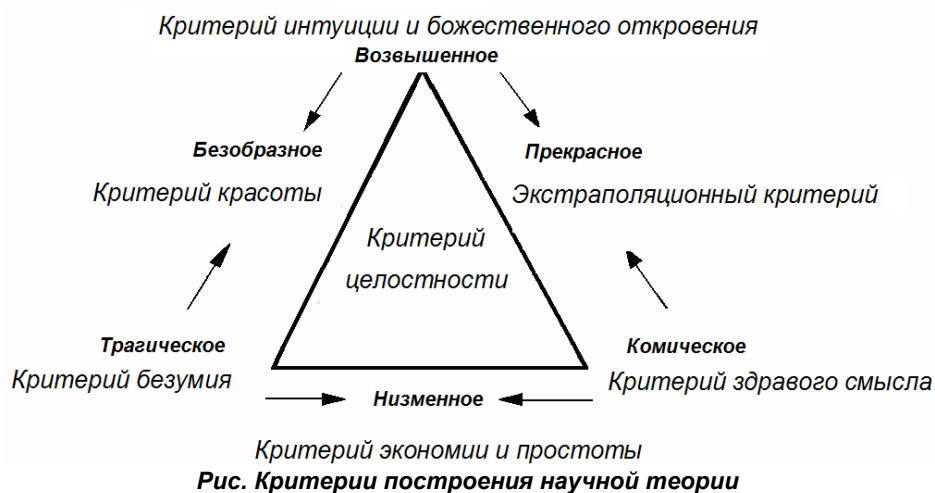 Критерий интуиции и божественного откровения
Возвышенное
Безобразное
Прекрасное
Критерий красоты
Экстраполяционный критерий
Критерий
целостности
Трагическое
Комическое
Критерий безумия
Критерий здравого смысла
Низменное
Критерий экономии и простоты
Рис. Критерии построения научной теории